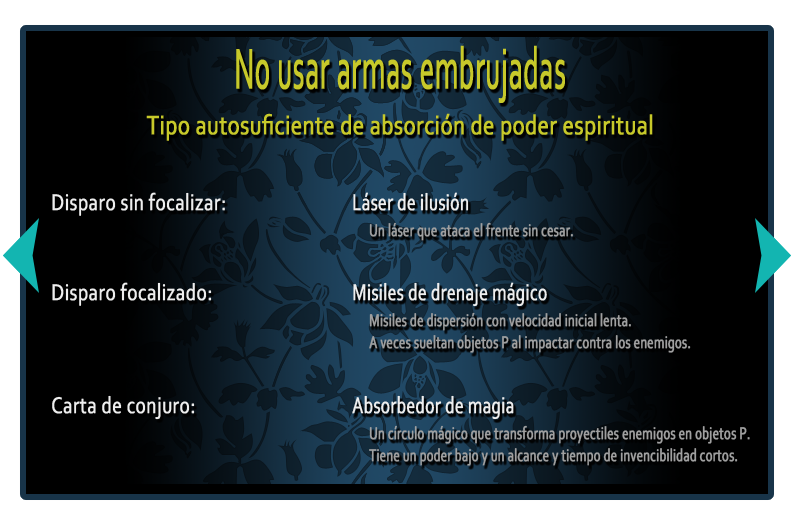 No usar armas embrujadas
Tipo autosuficiente de absorción de poder espiritual
Disparo sin focalizar: Láser de ilusión
Un láser que ataca el frente sin cesar.
Disparo focalizado: Misiles de drenaje mágico
Misiles de dispersión con velocidad inicial lenta.
A veces sueltan objetos P al impactar contra los enemigos.
Carta de conjuro: Absorbedor de magia
Un círculo mágico que transforma proyectiles enemigos en objetos P.
Tiene un poder bajo y un alcance y tiempo de invencibilidad cortos.